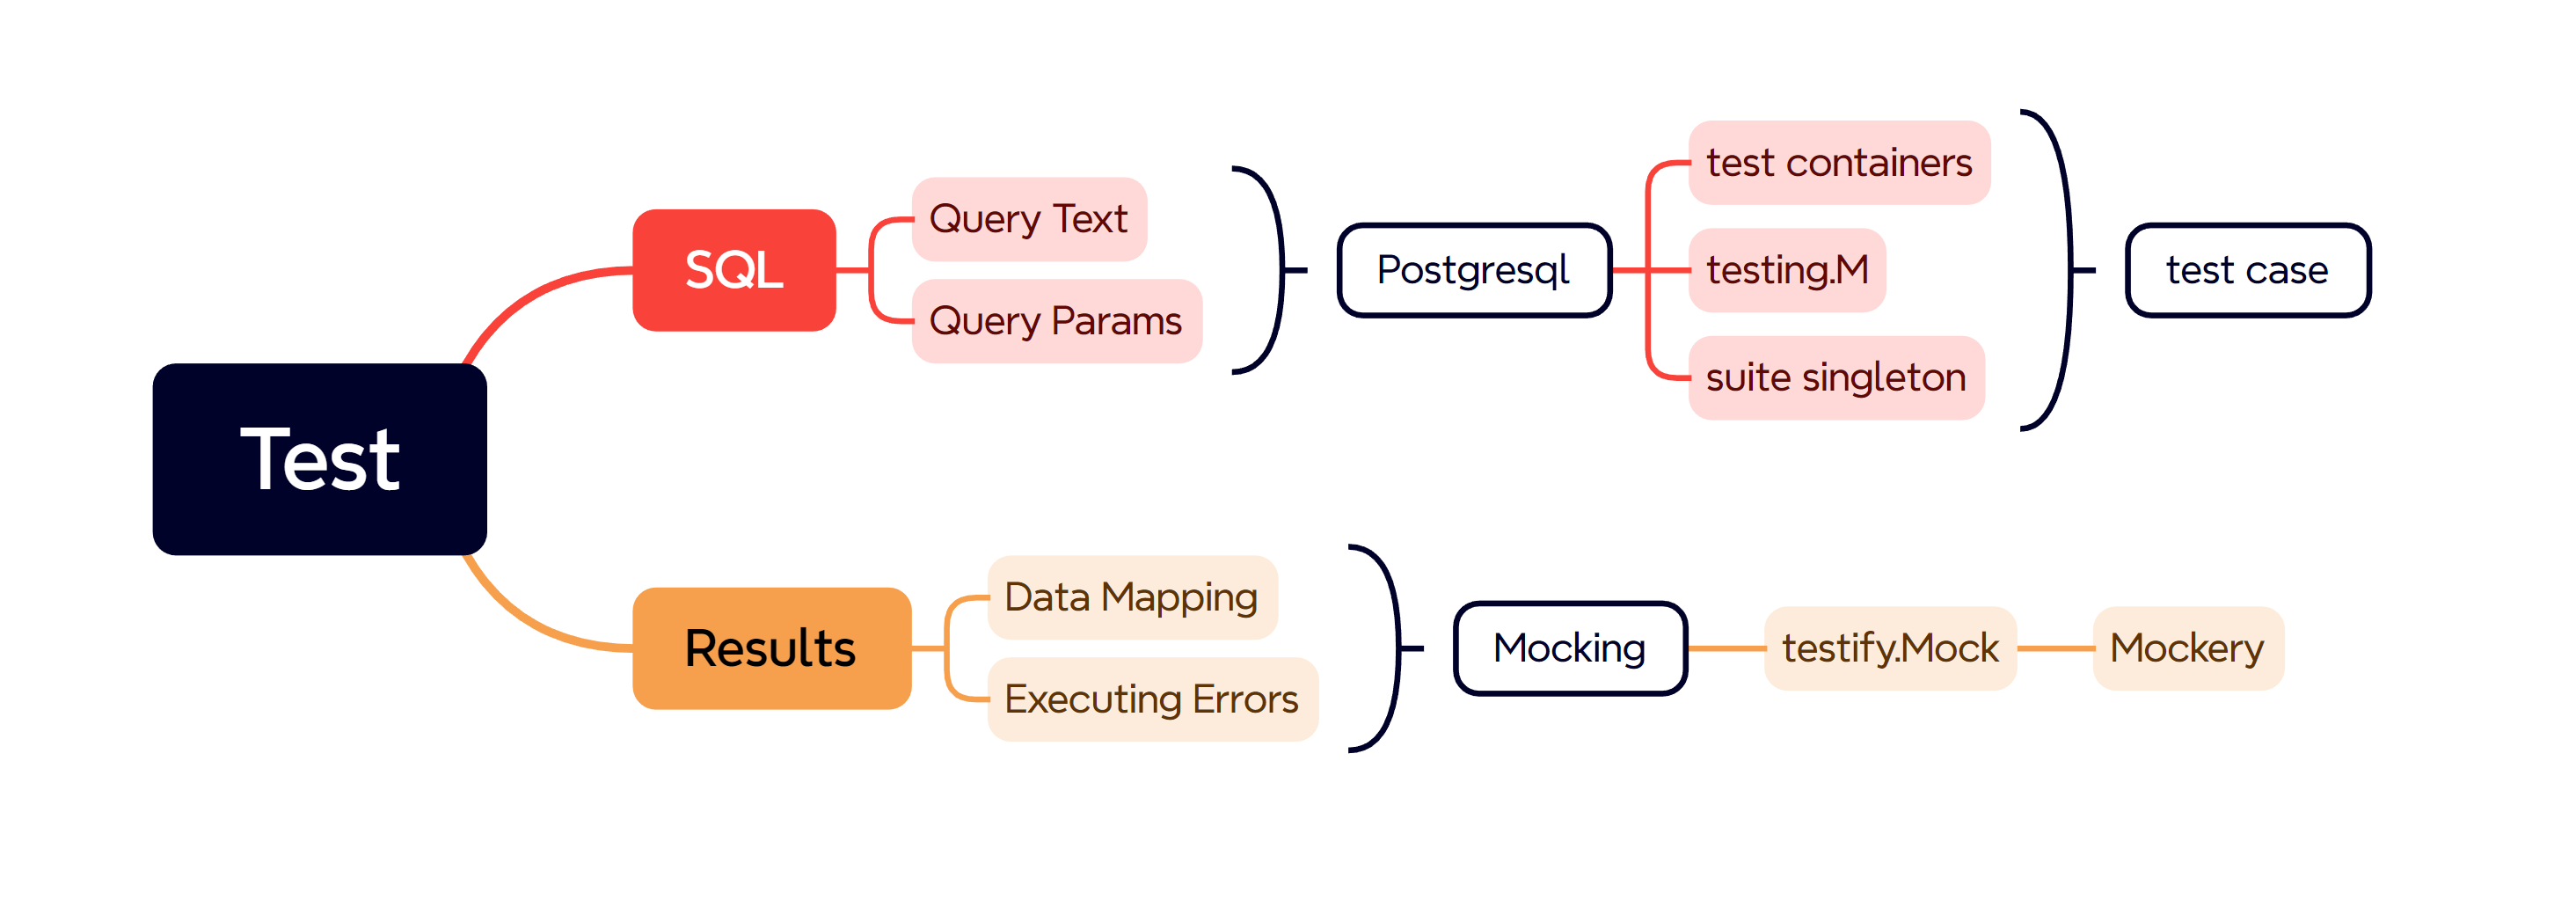 Test
SQL
Query Text
Query Params
Postgresql
test containers
testing.M
suite singleton
test case
Results
Data Mapping
Executing Errors
Mocking
testify.Mock
Mockery